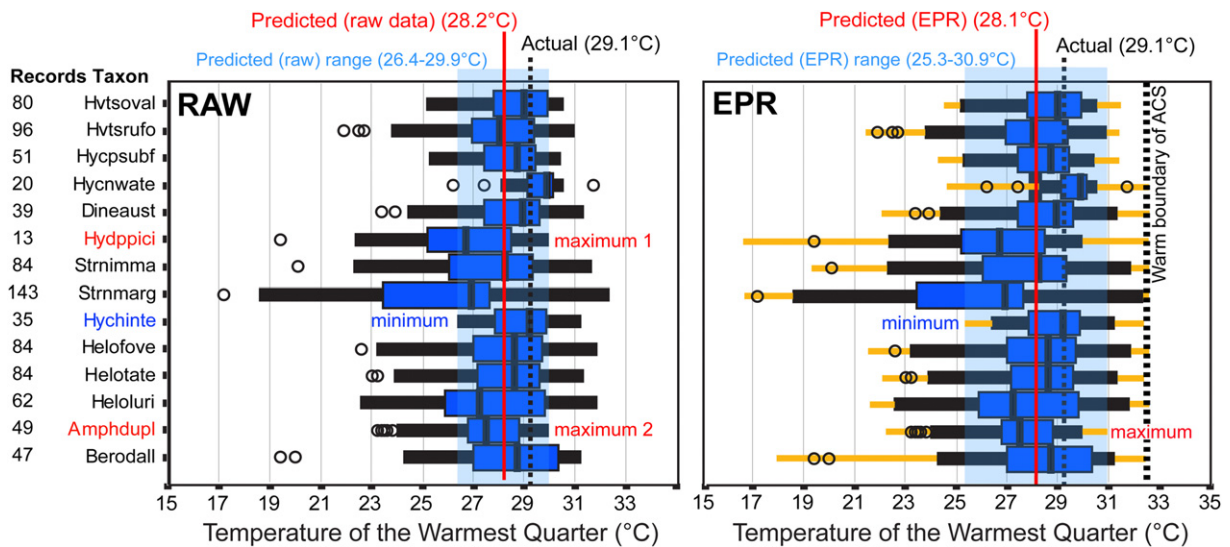 Predicted (raw data) (28.2°C)
Actual (29.1°C)
Predicted (raw) range (26.4-29.9°C)
Predicted (EPR) (28.1°C)
Actual (29.1°C)
Predicted (EPR) range (25.3-30.9°C)
Records Taxon
RAW
EPR
Warm boundary of ACS
80 Hvtsoval
96 Hvtsrufo
51 Hycpsubf
20 Hycnwate
39 Dineaust
13 Hydppici
maximum 1
84 Strnimma
143 Strnmarg
35 Hychinte
minimum
minimum
84 Helofove
84 Helotate
62 Heloluri
49 Amphdupl
maximum 2
maximum
47 Berodall
15 17 19 21 23 25 27 29 31 33
15 17 19 21 23 25 27 29 31 33 35
Temperature of the Warmest Quarter (°C)
Temperature of the Warmest Quarter (°C)